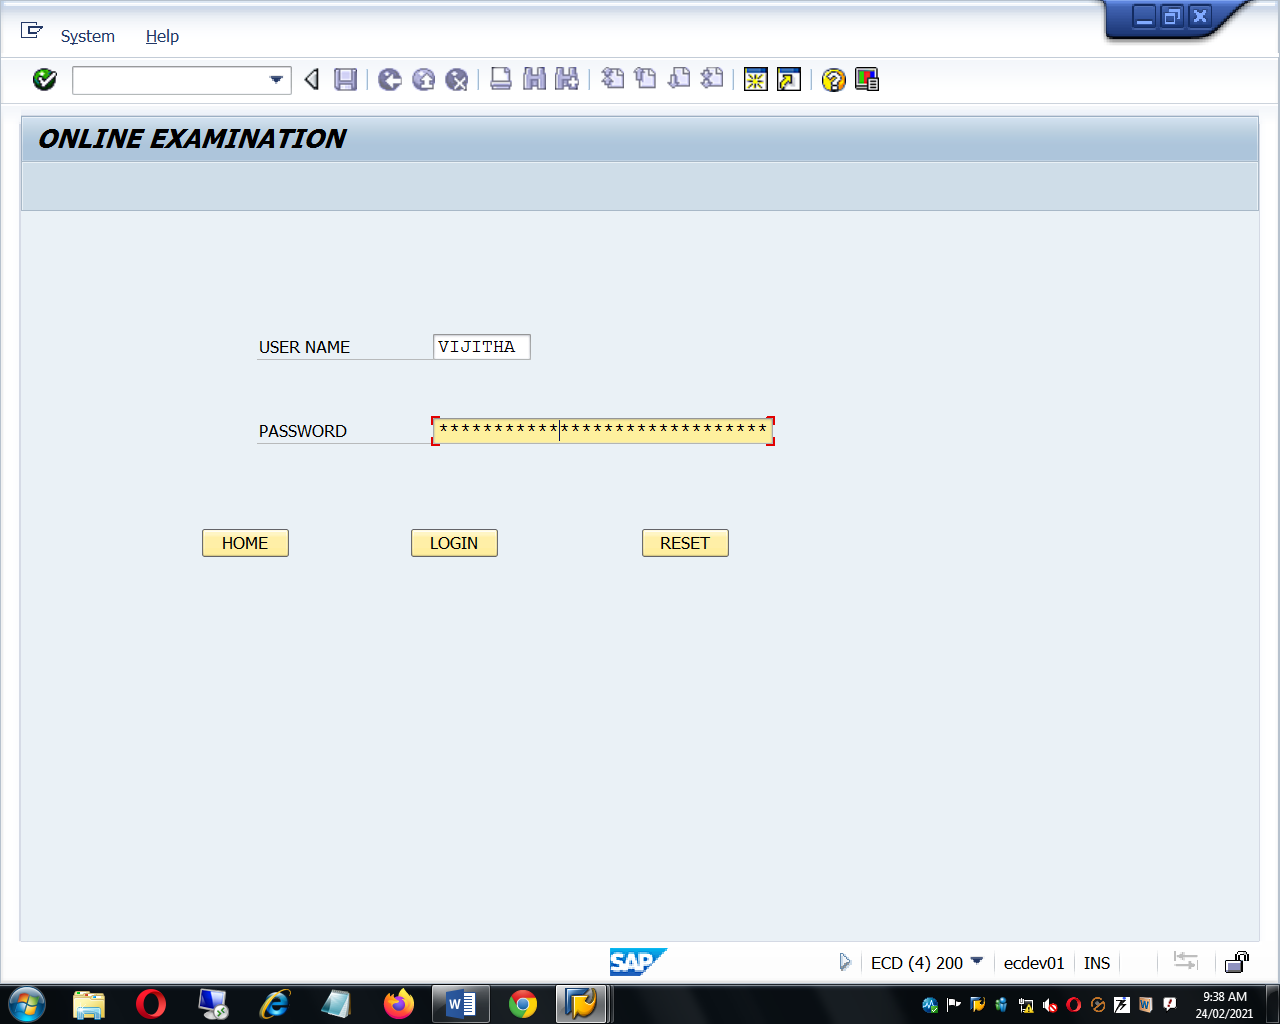 System Help
ONLINE EXAMINATION
USER NAME VIJITHA
PASSWORD ******************************
HOME LOGIN RESET
SAP ECD (4) 200 ecdev01 INS
9:38 AM
24/02/2021